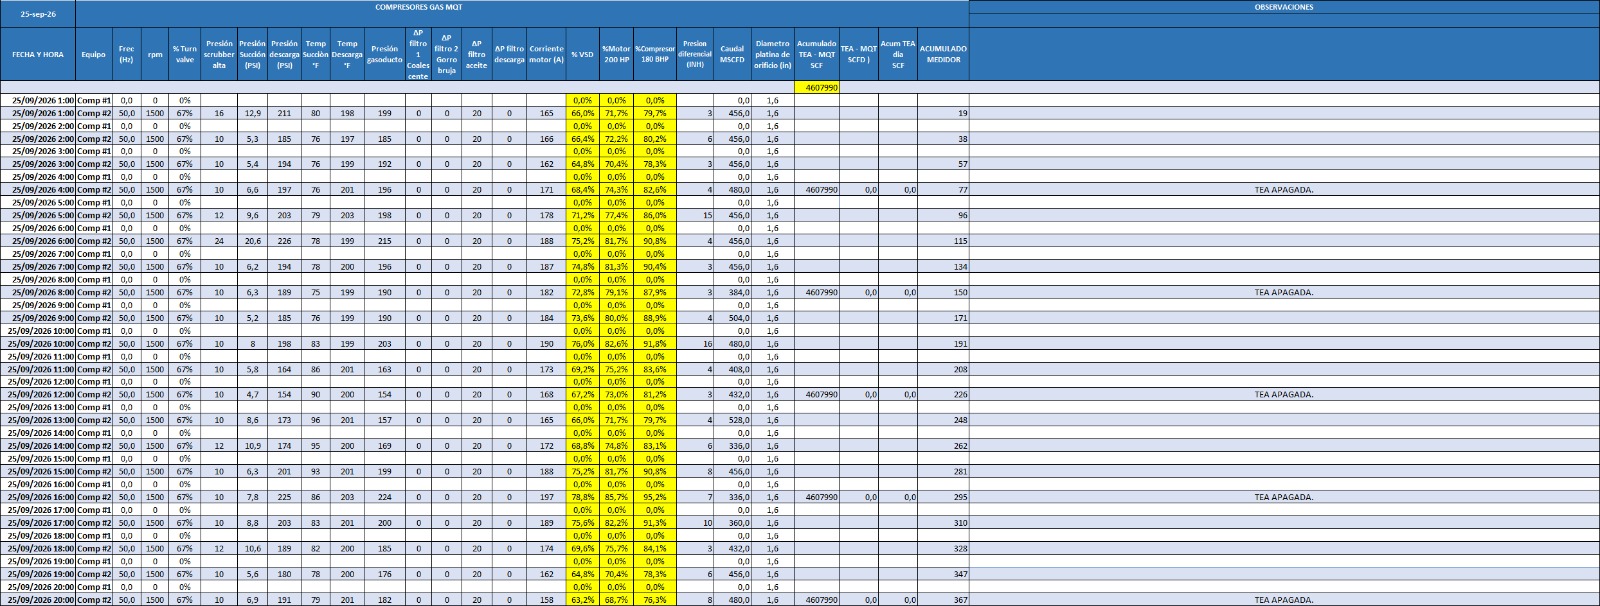 25-sep-26 COMPRESORES GAS MQT OBSERVACIONES
FECHA Y HORA Equipo Frec (Hz) rpm % Turn valve Presión scrubber alta Presión Succión (PSI) Presión descarga (PSI) Temp Succión °F Temp Descarga °F Presión gasoducto ΔP filtro 1 Coales cente ΔP filtro 2 Gorro bruja ΔP filtro aceite ΔP filtro descarga Corriente motor (A) % VSD %Motor 200 HP %Compresor 180 BHP Presion diferencial (INH) Caudal MSCFD Diametro platina de orificio (in) Acumulado TEA - MQT SCF TEA - MQT SCFD ) Acum TEA dia SCF ACUMULADO MEDIDOR
4607990
25/09/2026 1:00 Comp #1 0,0 0 0% 0,0% 0,0% 0,0% 0,0 1,6
25/09/2026 1:00 Comp #2 50,0 1500 67% 16 12,9 211 80 198 199 0 0 20 0 165 66,0% 71,7% 79,7% 3 456,0 1,6 19
25/09/2026 2:00 Comp #1 0,0 0 0% 0,0% 0,0% 0,0% 0,0 1,6
25/09/2026 2:00 Comp #2 50,0 1500 67% 10 5,3 185 76 197 185 0 0 20 0 166 66,4% 72,2% 80,2% 6 456,0 1,6 38
25/09/2026 3:00 Comp #1 0,0 0 0% 0,0% 0,0% 0,0% 0,0 1,6
25/09/2026 3:00 Comp #2 50,0 1500 67% 10 5,4 194 76 199 192 0 0 20 0 162 64,8% 70,4% 78,3% 3 456,0 1,6 57
25/09/2026 4:00 Comp #1 0,0 0 0% 0,0% 0,0% 0,0% 0,0 1,6
25/09/2026 4:00 Comp #2 50,0 1500 67% 10 6,6 197 76 201 196 0 0 20 0 171 68,4% 74,3% 82,6% 4 480,0 1,6 4607990 0,0 0,0 77 TEA APAGADA.
25/09/2026 5:00 Comp #1 0,0 0 0% 0,0% 0,0% 0,0% 0,0 1,6
25/09/2026 5:00 Comp #2 50,0 1500 67% 12 9,6 203 79 203 198 0 0 20 0 178 71,2% 77,4% 86,0% 15 456,0 1,6 96
25/09/2026 6:00 Comp #1 0,0 0 0% 0,0% 0,0% 0,0% 0,0 1,6
25/09/2026 6:00 Comp #2 50,0 1500 67% 24 20,6 226 78 199 215 0 0 20 0 188 75,2% 81,7% 90,8% 4 456,0 1,6 115
25/09/2026 7:00 Comp #1 0,0 0 0% 0,0% 0,0% 0,0% 0,0 1,6
25/09/2026 7:00 Comp #2 50,0 1500 67% 10 6,2 194 78 200 196 0 0 20 0 187 74,8% 81,3% 90,4% 3 456,0 1,6 134
25/09/2026 8:00 Comp #1 0,0 0 0% 0,0% 0,0% 0,0% 0,0 1,6
25/09/2026 8:00 Comp #2 50,0 1500 67% 10 6,3 189 75 199 190 0 0 20 0 182 72,8% 79,1% 87,9% 3 384,0 1,6 4607990 0,0 0,0 150 TEA APAGADA.
25/09/2026 9:00 Comp #1 0,0 0 0% 0,0% 0,0% 0,0% 0,0 1,6
25/09/2026 9:00 Comp #2 50,0 1500 67% 10 5,2 185 76 199 190 0 0 20 0 184 73,6% 80,0% 88,9% 4 504,0 1,6 171
25/09/2026 10:00 Comp #1 0,0 0 0% 0,0% 0,0% 0,0% 0,0 1,6
25/09/2026 10:00 Comp #2 50,0 1500 67% 10 8 198 83 199 203 0 0 20 0 190 76,0% 82,6% 91,8% 16 480,0 1,6 191
25/09/2026 11:00 Comp #1 0,0 0 0% 0,0% 0,0% 0,0% 0,0 1,6
25/09/2026 11:00 Comp #2 50,0 1500 67% 10 5,8 164 86 201 163 0 0 20 0 173 69,2% 75,2% 83,6% 4 408,0 1,6 208
25/09/2026 12:00 Comp #1 0,0 0 0% 0,0% 0,0% 0,0% 0,0 1,6
25/09/2026 12:00 Comp #2 50,0 1500 67% 10 4,7 154 90 200 154 0 0 20 0 168 67,2% 73,0% 81,2% 3 432,0 1,6 4607990 0,0 0,0 226 TEA APAGADA.
25/09/2026 13:00 Comp #1 0,0 0 0% 0,0% 0,0% 0,0% 0,0 1,6
25/09/2026 13:00 Comp #2 50,0 1500 67% 10 8,6 173 96 201 157 0 0 20 0 165 66,0% 71,7% 79,7% 4 528,0 1,6 248
25/09/2026 14:00 Comp #1 0,0 0 0% 0,0% 0,0% 0,0% 0,0 1,6
25/09/2026 14:00 Comp #2 50,0 1500 67% 12 10,9 174 95 200 169 0 0 20 0 172 68,8% 74,8% 83,1% 6 336,0 1,6 262
25/09/2026 15:00 Comp #1 0,0 0 0% 0,0% 0,0% 0,0% 0,0 1,6
25/09/2026 15:00 Comp #2 50,0 1500 67% 10 6,3 201 93 201 199 0 0 20 0 188 75,2% 81,7% 90,8% 8 456,0 1,6 281
25/09/2026 16:00 Comp #1 0,0 0 0% 0,0% 0,0% 0,0% 0,0 1,6
25/09/2026 16:00 Comp #2 50,0 1500 67% 10 7,8 225 86 203 224 0 0 20 0 197 78,8% 85,7% 95,2% 7 336,0 1,6 4607990 0,0 0,0 295 TEA APAGADA.
25/09/2026 17:00 Comp #1 0,0 0 0% 0,0% 0,0% 0,0% 0,0 1,6
25/09/2026 17:00 Comp #2 50,0 1500 67% 10 8,8 203 83 201 200 0 0 20 0 189 75,6% 82,2% 91,3% 10 360,0 1,6 310
25/09/2026 18:00 Comp #1 0,0 0 0% 0,0% 0,0% 0,0% 0,0 1,6
25/09/2026 18:00 Comp #2 50,0 1500 67% 12 10,6 189 82 200 185 0 0 20 0 174 69,6% 75,7% 84,1% 3 432,0 1,6 328
25/09/2026 19:00 Comp #1 0,0 0 0% 0,0% 0,0% 0,0% 0,0 1,6
25/09/2026 19:00 Comp #2 50,0 1500 67% 10 5,6 180 78 200 176 0 0 20 0 162 64,8% 70,4% 78,3% 6 456,0 1,6 347
25/09/2026 20:00 Comp #1 0,0 0 0% 0,0% 0,0% 0,0% 0,0 1,6
25/09/2026 20:00 Comp #2 50,0 1500 67% 10 6,9 191 79 201 182 0 0 20 0 158 63,2% 68,7% 76,3% 8 480,0 1,6 4607990 0,0 0,0 367 TEA APAGADA.